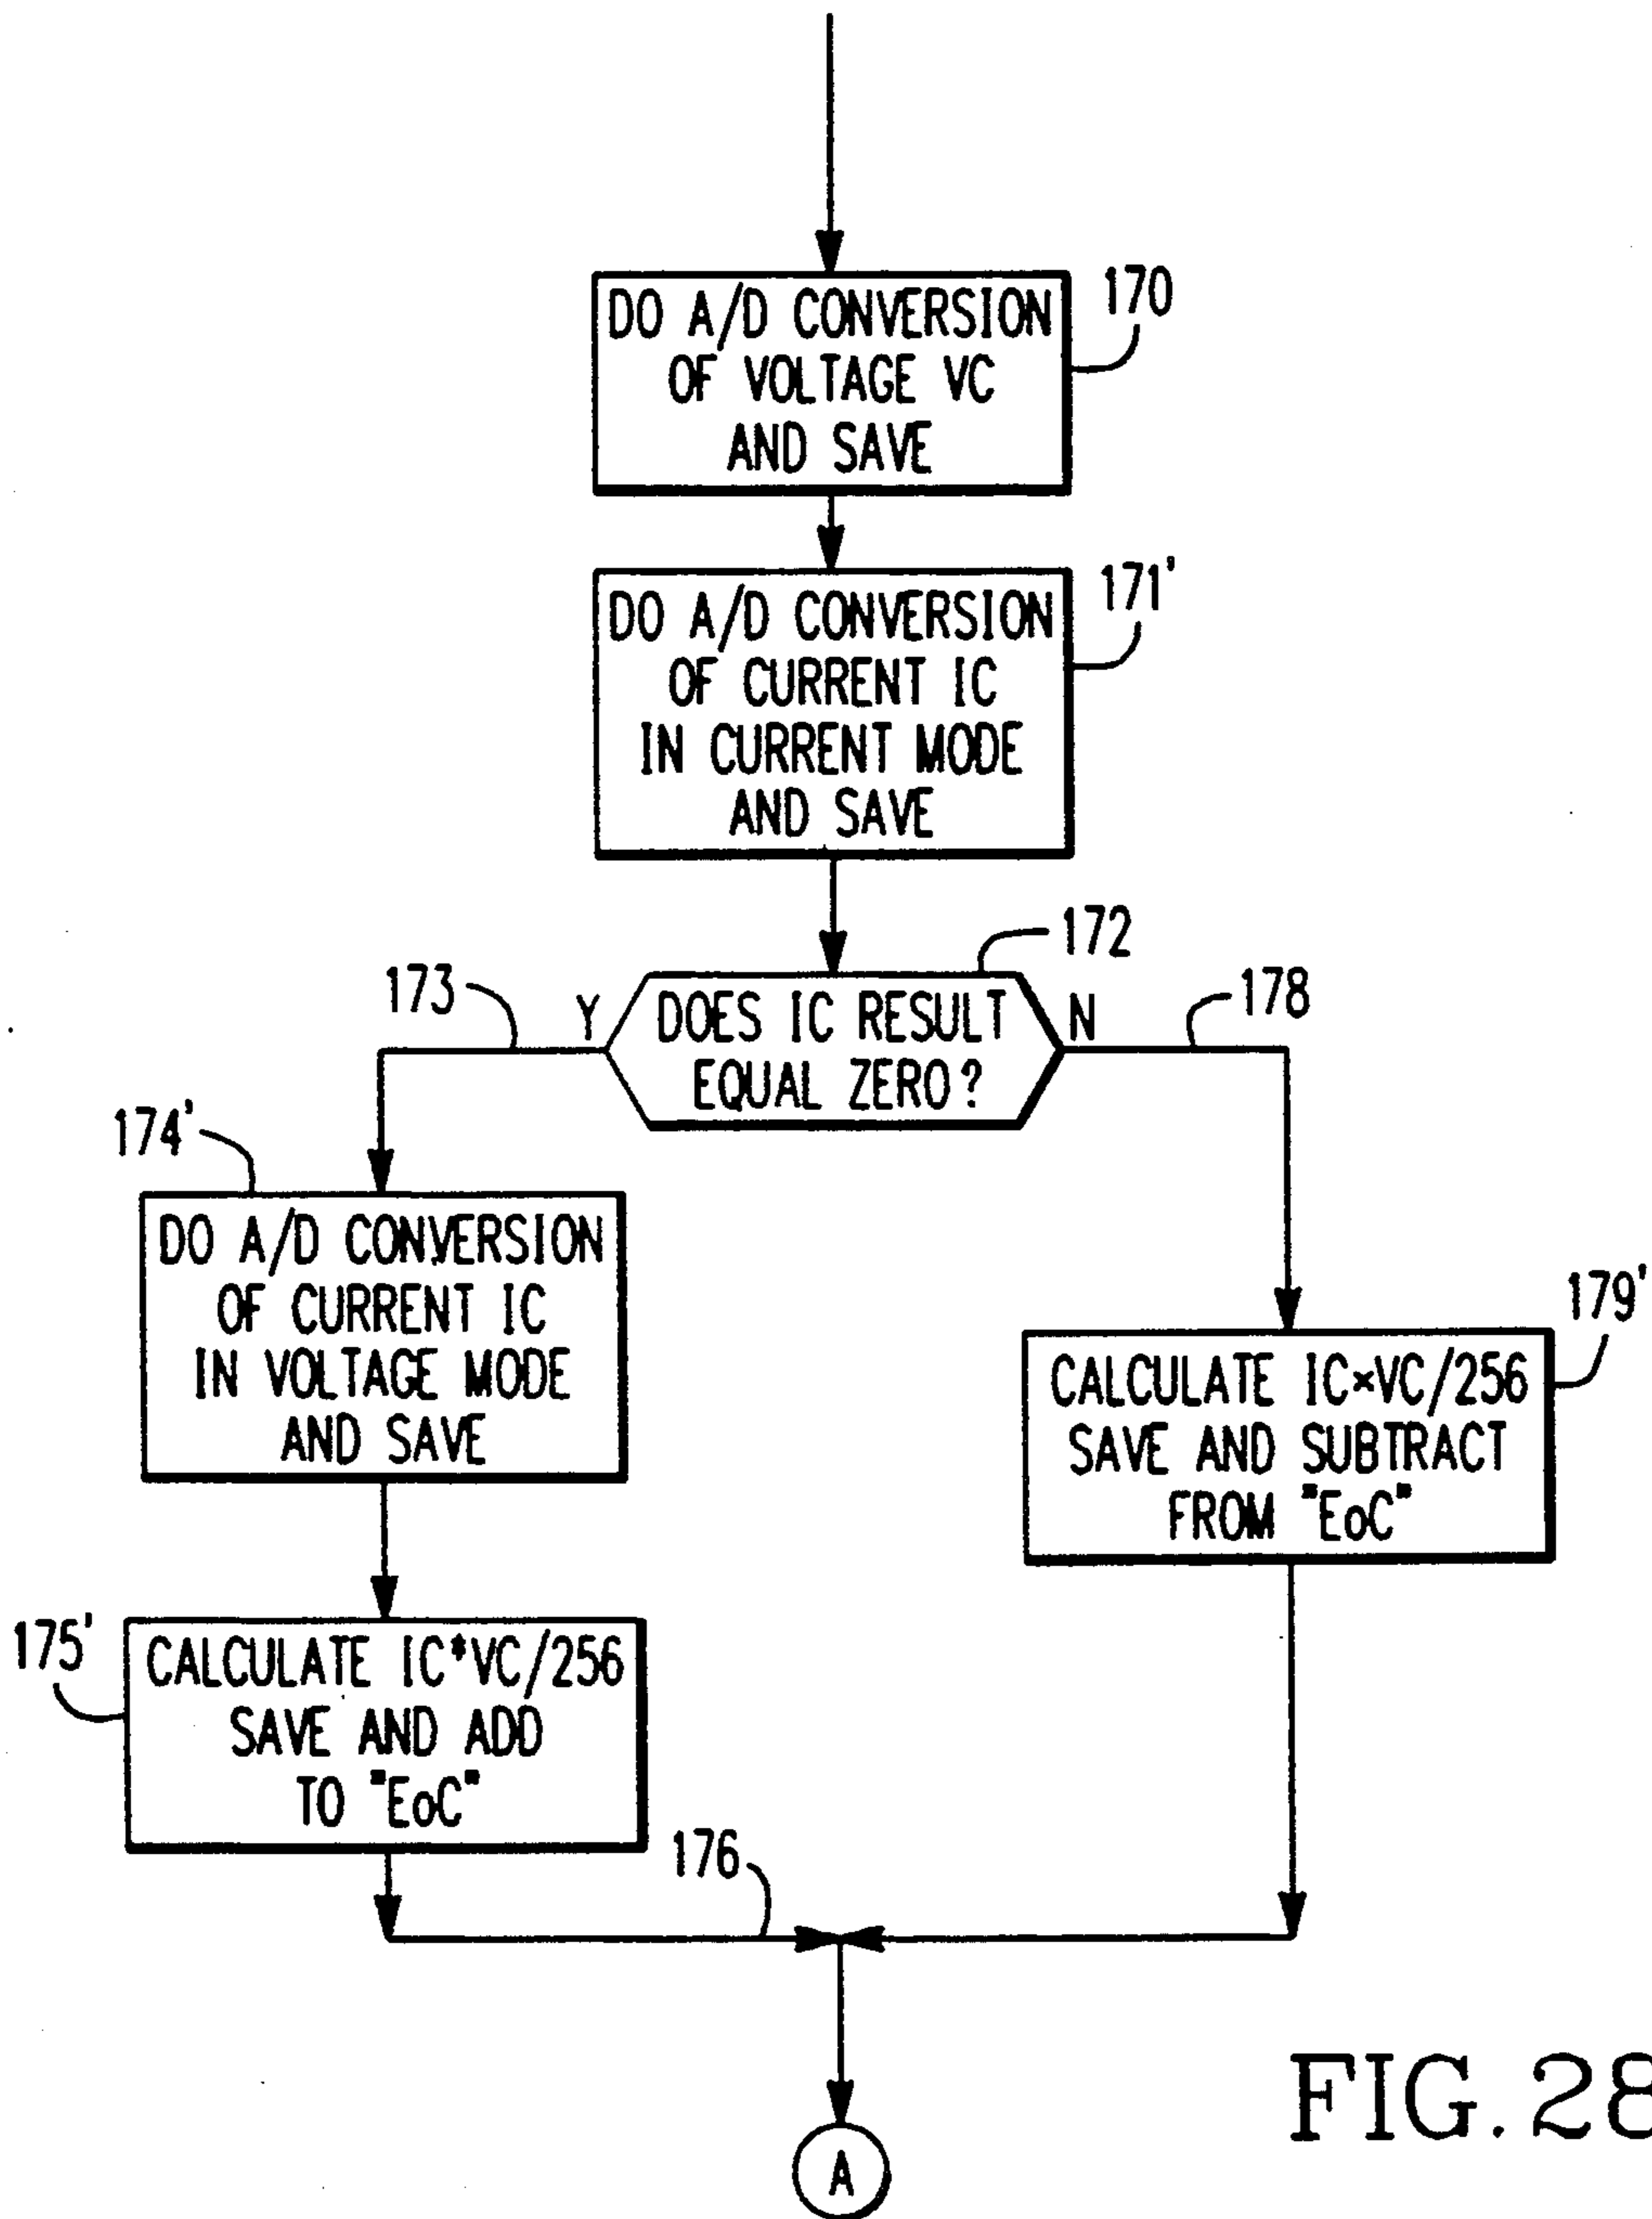 DO A/D CONVERSION
OF VOLTAGE VC
AND SAVE
170
DO A/D CONVERSION
OF CURRENT IC
IN CURRENT MODE
AND SAVE
171'
172
173
Y
DOES IC RESULT
EQUAL ZERO?
N
178
174'
DO A/D CONVERSION
OF CURRENT IC
IN VOLTAGE MODE
AND SAVE
179'
CALCULATE IC×VC/256
SAVE AND SUBTRACT
FROM "EoC"
175'
CALCULATE IC*VC/256
SAVE AND ADD
TO "EoC"
176
A
FIG. 28